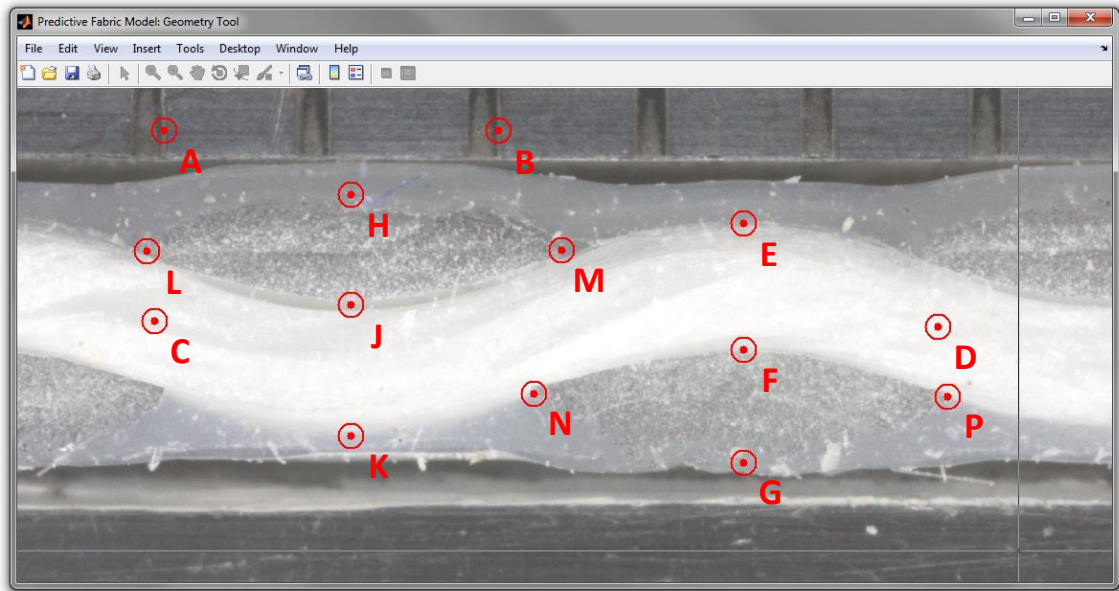 Predictive Fabric Model: Geometry Tool
File Edit View Insert Tools Desktop Window Help
A B
H
E
L M
J
C D
F
N P
K
G